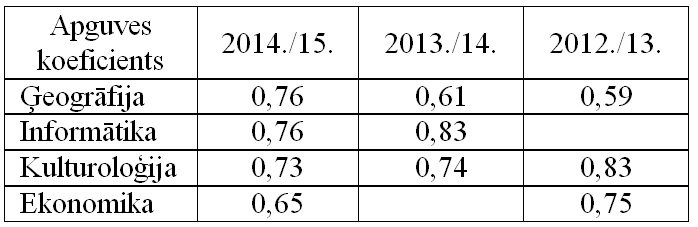 Apguves
koeficients 2014./15. 2013./14. 2012./13.
Ģeogrāfija 0,76 0,61 0,59
Informātika 0,76 0,83
Kulturoloģija 0,73 0,74 0,83
Ekonomika 0,65 0,75